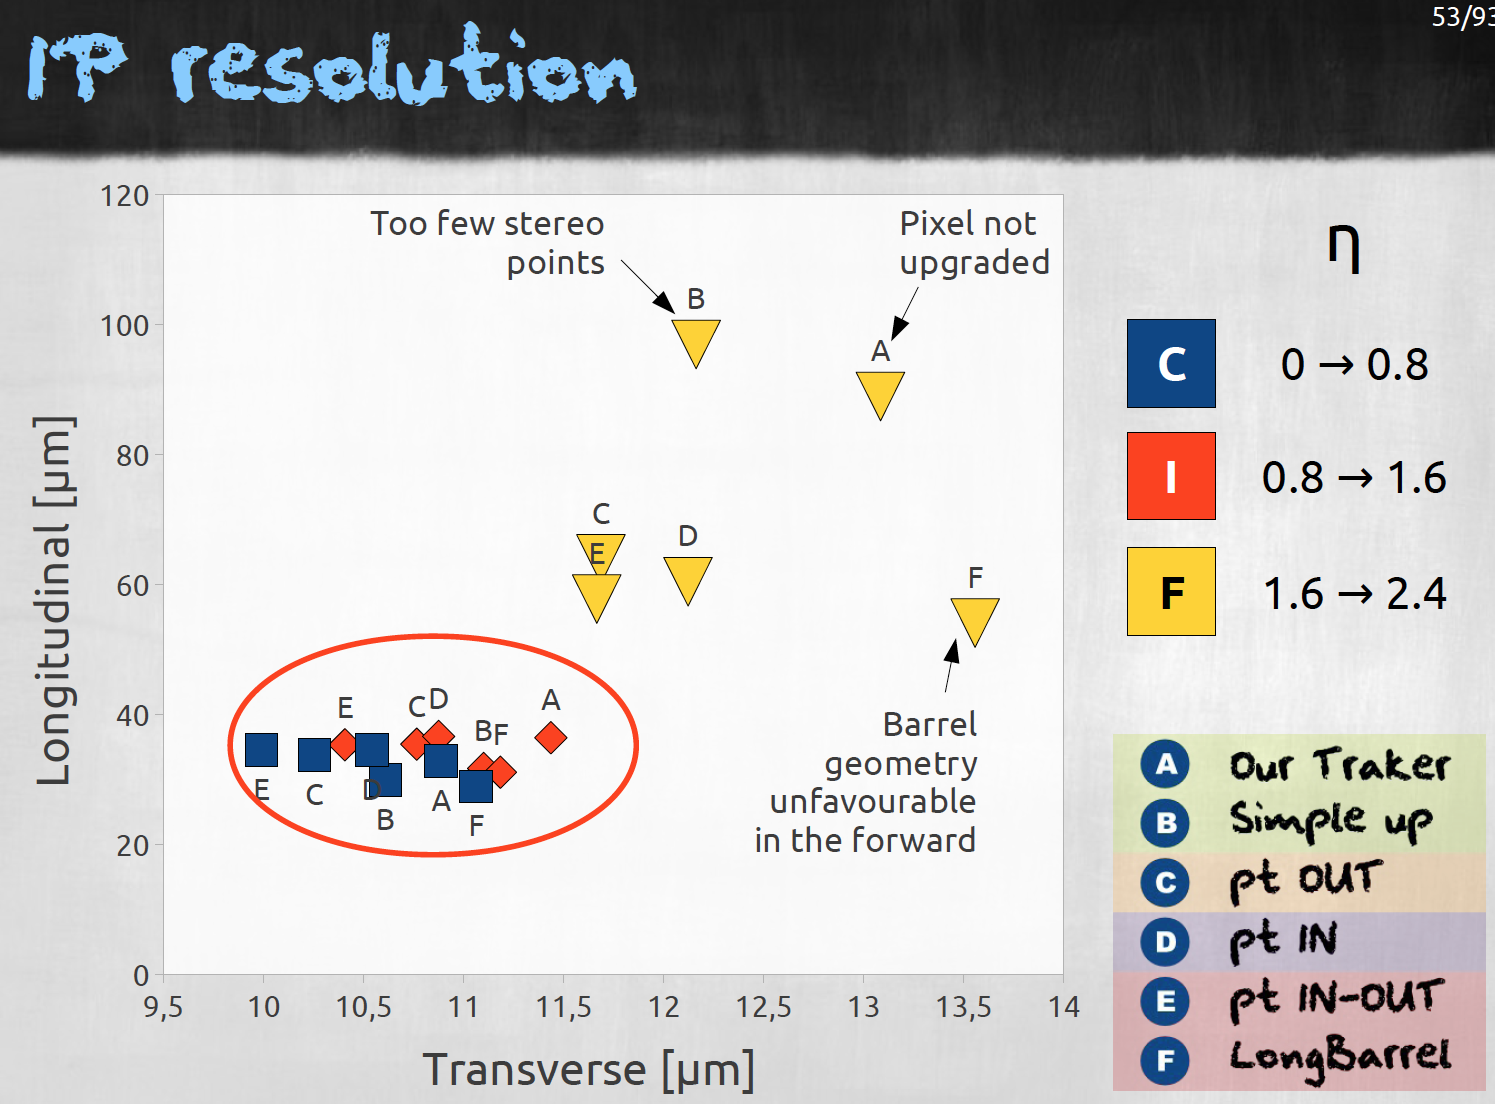 53/93
IP resolution
120
100
80
60
40
20
0
Longitudinal [µm]
9,5 10 10,5 11 11,5 12 12,5 13 13,5 14
Transverse [µm]
Too few stereo
points
Pixel not
upgraded
B
A
C
E
D
F
Barrel
geometry
unfavourable
in the forward
E C D B F A
E C D B A F
η
C 0 → 0.8
I 0.8 → 1.6
F 1.6 → 2.4
A Our Traker
B Simple up
C pt OUT
D pt IN
E pt IN-OUT
F LongBarrel